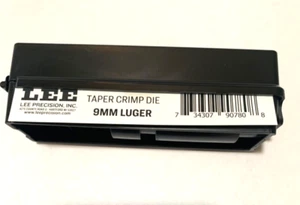 LEE
LEE PRECISION, INC.
www.leeprecision.com
TAPER CRIMP DIE
9MM LUGER
7 34307 90780 8